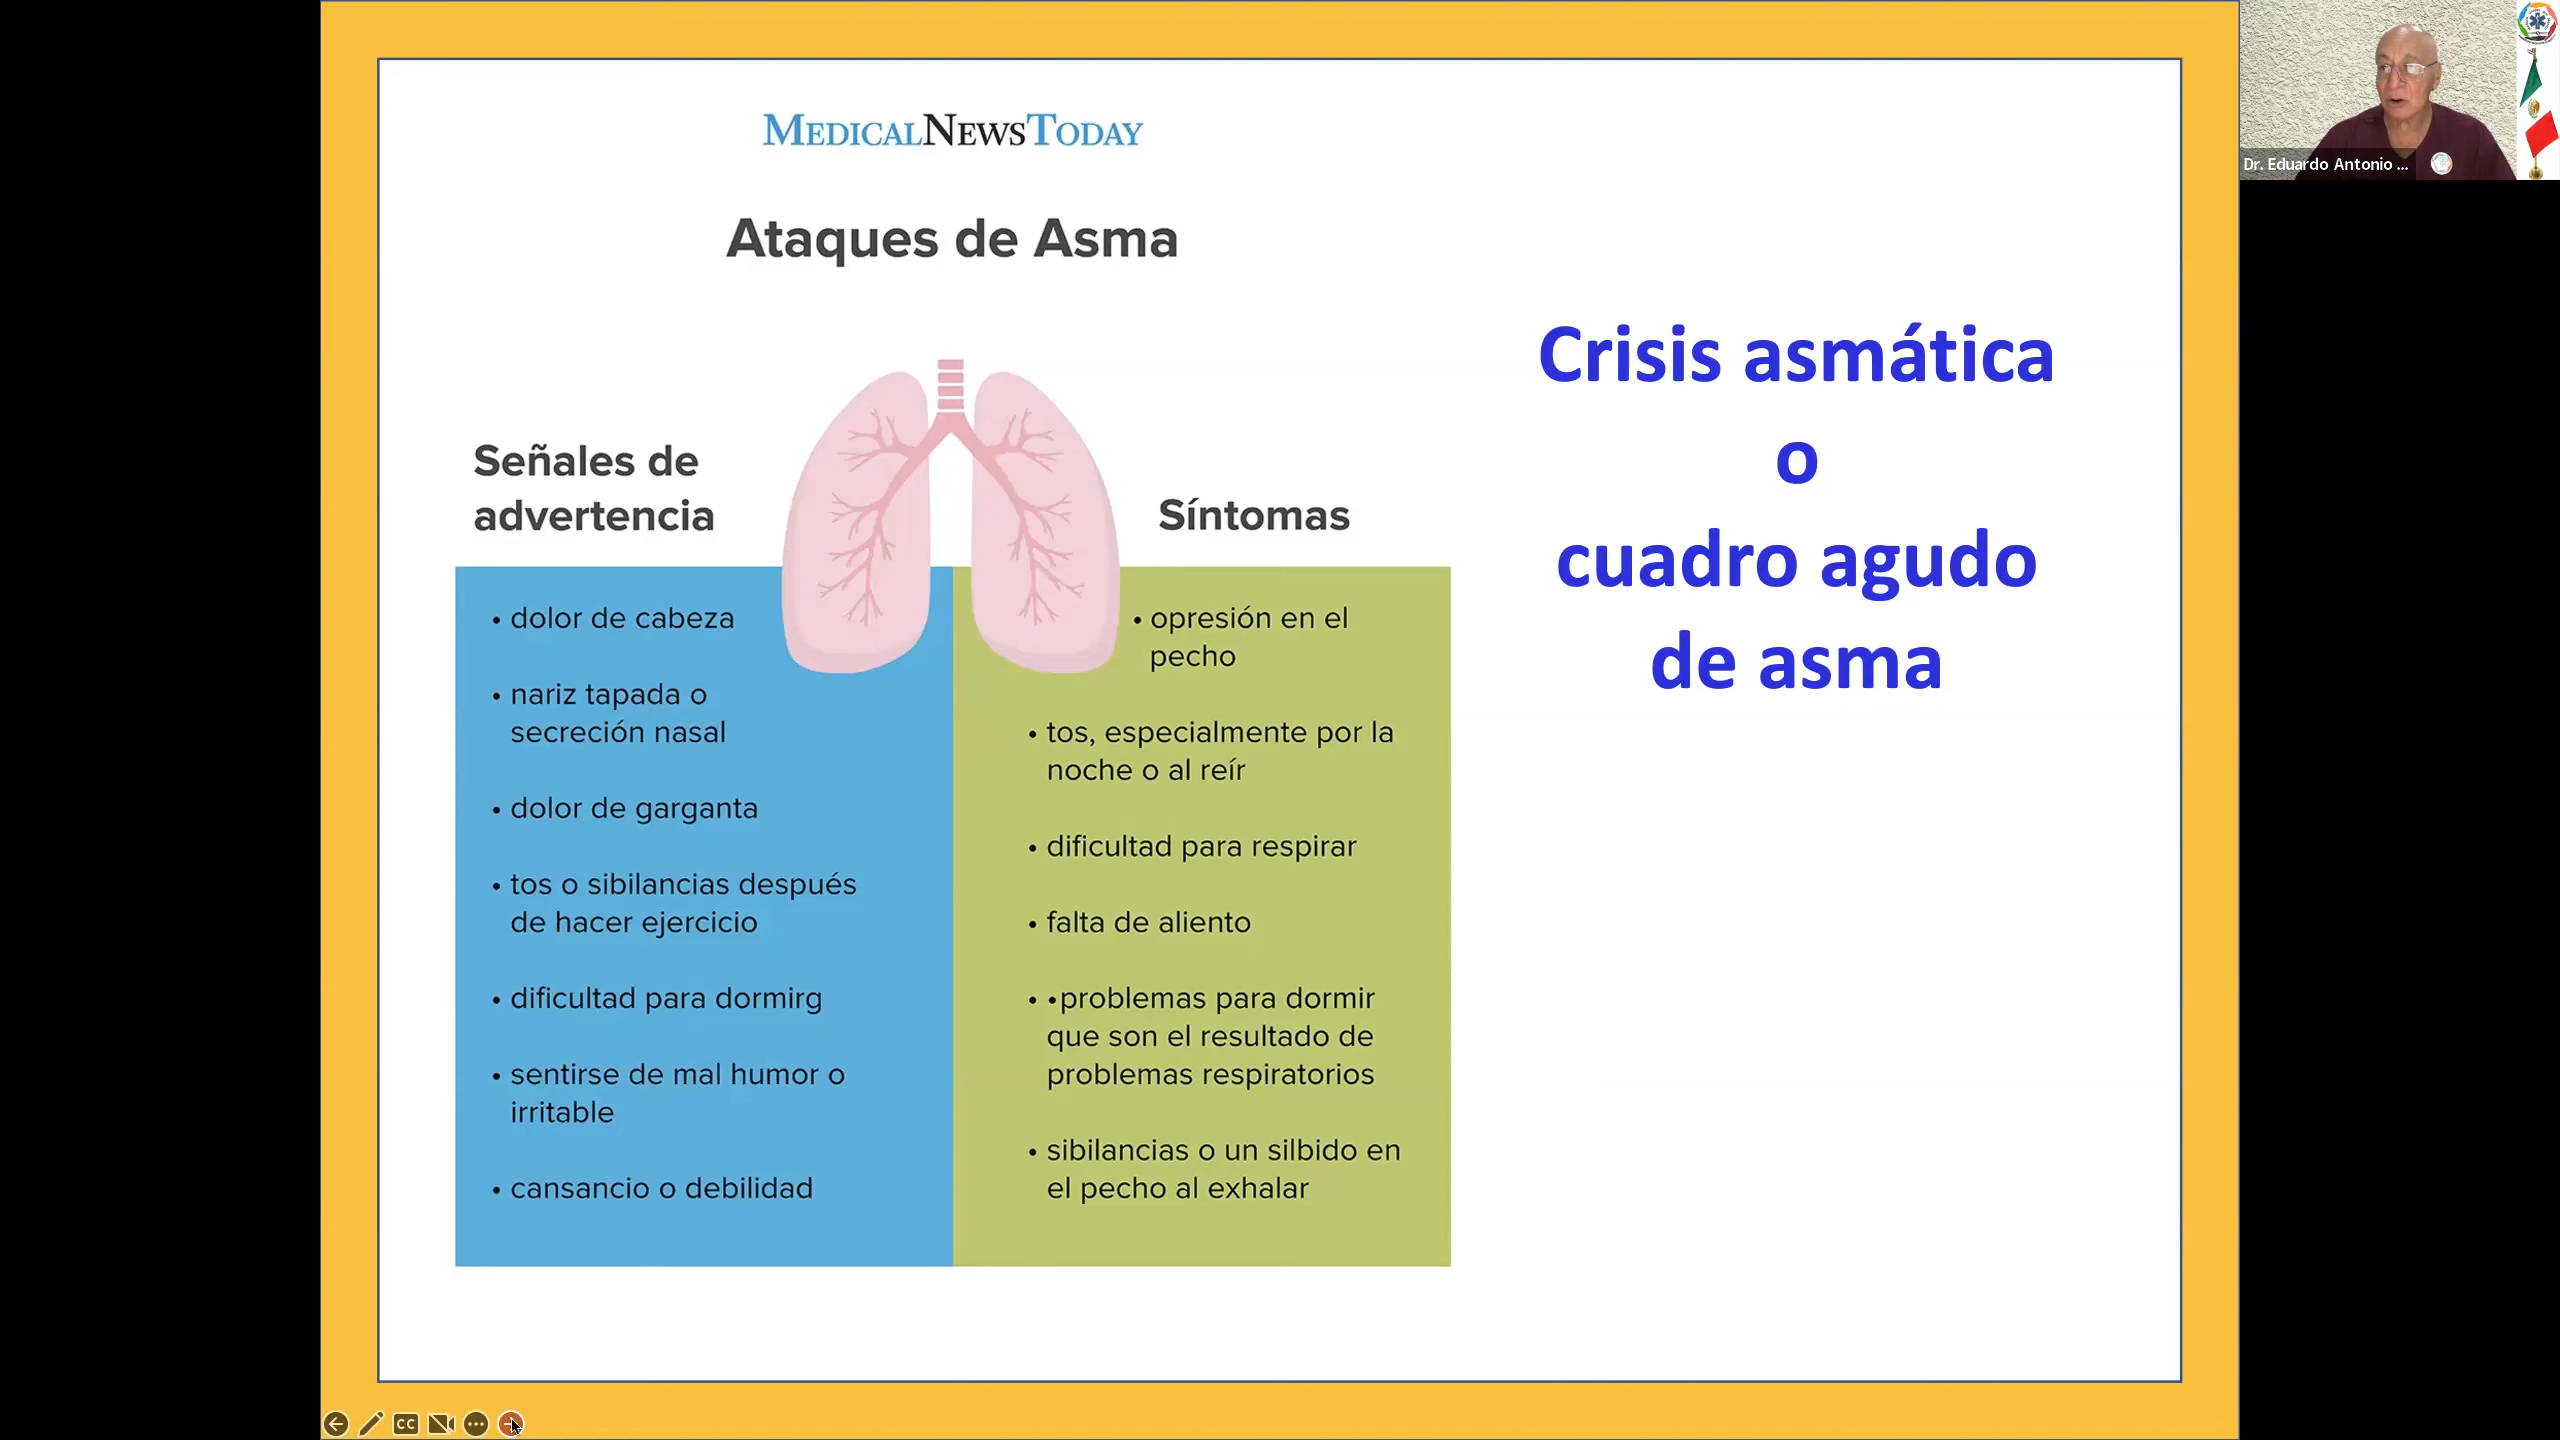 MEDICALNEWSTODAY
Ataques de Asma
Señales de
advertencia
• dolor de cabeza
• nariz tapada o
secreción nasal
• dolor de garganta
• tos o sibilancias después
de hacer ejercicio
• dificultad para dormirg
• sentirse de mal humor o
irritable
• cansancio o debilidad
Síntomas
• opresión en el
pecho
• tos, especialmente por la
noche o al reír
• dificultad para respirar
• falta de aliento
• •problemas para dormir
que son el resultado de
problemas respiratorios
• sibilancias o un silbido en
el pecho al exhalar
Crisis asmática
o
cuadro agudo
de asma
Dr. Eduardo Antonio ...
CC